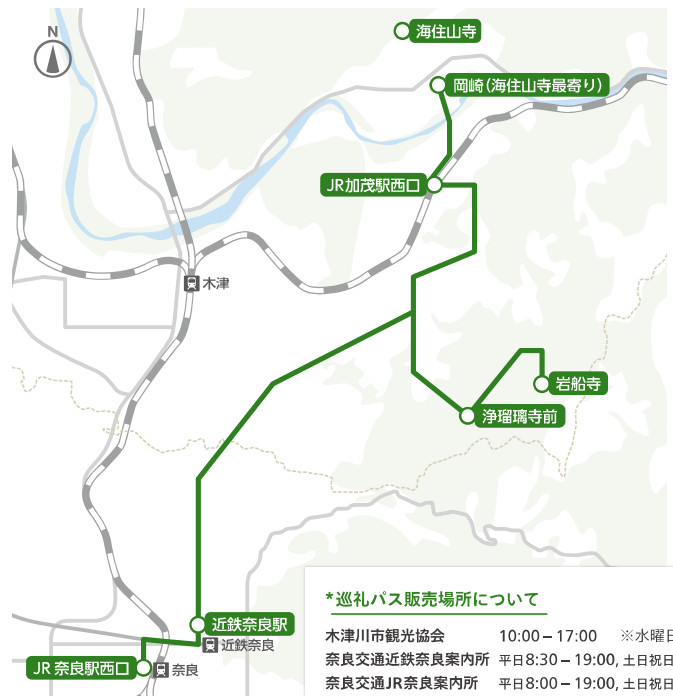 N
海住山寺
岡崎(海住山寺最寄り)
JR加茂駅西口
木津
岩船寺
浄瑠璃寺前
近鉄奈良駅
近鉄奈良
JR 奈良駅西口
奈良
*巡礼パス販売場所について
木津川市観光協会 10:00 – 17:00 ※水曜日
奈良交通近鉄奈良案内所 平日8:30 – 19:00, 土日祝日
奈良交通JR奈良案内所 平日8:00 – 19:00, 土日祝日